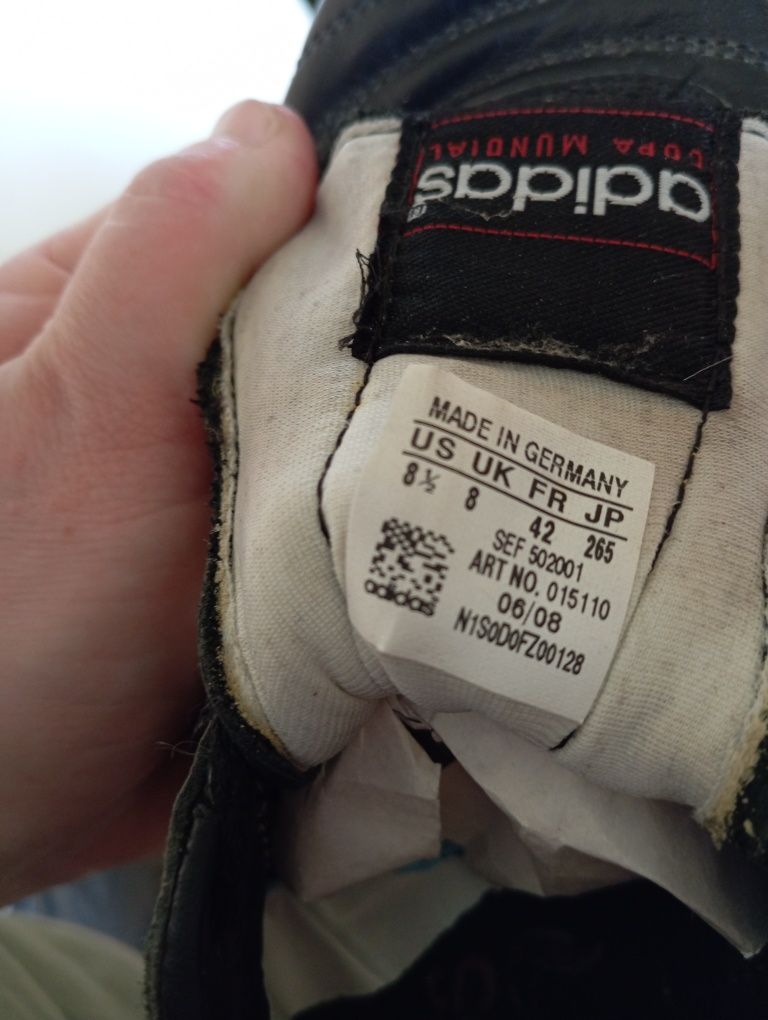 COPA MUNDIAL
adidas
MADE IN GERMANY
US UK FR JP
8½ 8 42 265
SEF 502001
ART NO. 015110
06/08
N1S0D0FZ00128
adidas